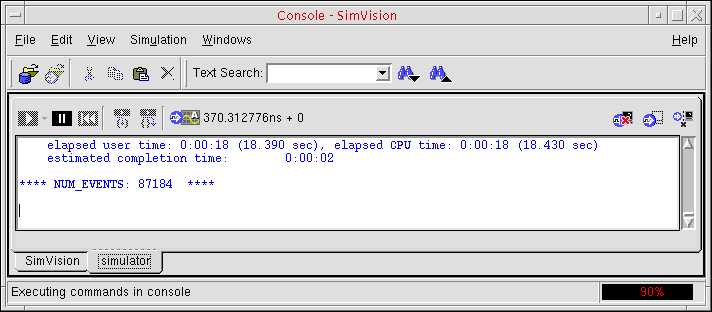 Console - SimVision
File Edit View Simulation Windows Help
Text Search:
370.312776ns + 0
elapsed user time: 0:00:18 (18.390 sec), elapsed CPU time: 0:00:18 (18.430 sec)
estimated completion time: 0:00:02
**** NUM_EVENTS: 87184 ****
SimVision simulator
Executing commands in console 90%